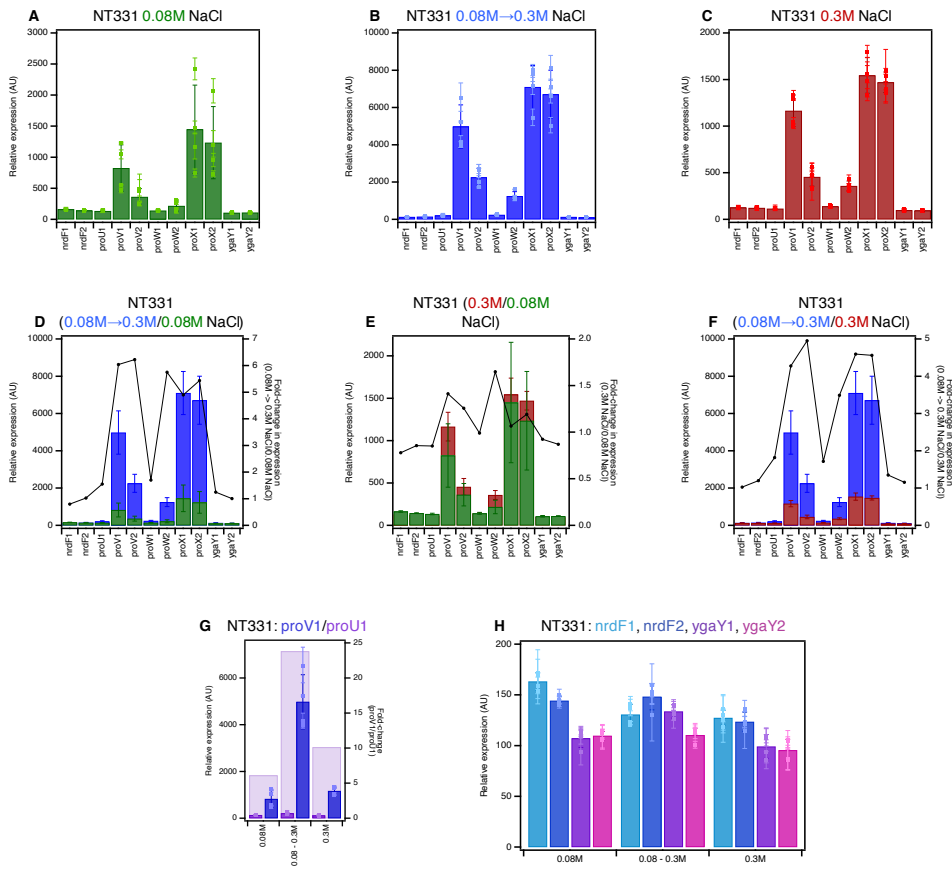 A NT331 0.08M NaCl
3000
2500
2000
1500
1000
500
0
Relative expression (AU)
nrdF1 nrdF2 proU1 proV1 proV2 proW1 proW2 proX1 proX2 ygaY1 ygaY2
B NT331 0.08M→0.3M NaCl
10000
8000
6000
4000
2000
0
Relative expression (AU)
nrdF1 nrdF2 proU1 proV1 proV2 proW1 proW2 proX1 proX2 ygaY1 ygaY2
C NT331 0.3M NaCl
2000
1500
1000
500
0
Relative expression (AU)
nrdF1 nrdF2 proU1 proV1 proV2 proW1 proW2 proX1 proX2 ygaY1 ygaY2
NT331
D (0.08M→0.3M/0.08M NaCl)
10000
8000
6000
4000
2000
0
Relative expression (AU)
7
6
5
4
3
2
1
0
Fold-change in expression
(0.08M -> 0.3M NaCl/0.08M NaCl)
nrdF1 nrdF2 proU1 proV1 proV2 proW1 proW2 proX1 proX2 ygaY1 ygaY2
E NT331 (0.3M/0.08M
NaCl)
2000
1500
1000
500
0
Relative expression (AU)
2.0
1.5
1.0
0.5
0.0
Fold-change in expression
(0.3M NaCl/0.08M NaCl)
nrdF1 nrdF2 proU1 proV1 proV2 proW1 proW2 proX1 proX2 ygaY1 ygaY2
NT331
F (0.08M→0.3M/0.3M NaCl)
10000
8000
6000
4000
2000
0
Relative expression (AU)
5
4
3
2
1
0
Fold-change in expression
(0.08M -> 0.3M NaCl/0.3M NaCl)
nrdF1 nrdF2 proU1 proV1 proV2 proW1 proW2 proX1 proX2 ygaY1 ygaY2
G NT331: proV1/proU1
6000
4000
2000
0
Relative expression (AU)
25
20
15
10
5
0
Fold-change
(proV1/proU1)
0.08M 0.08 - 0.3M 0.3M
H NT331: nrdF1, nrdF2, ygaY1, ygaY2
200
150
100
50
0
Relative expression (AU)
0.08M 0.08 - 0.3M 0.3M